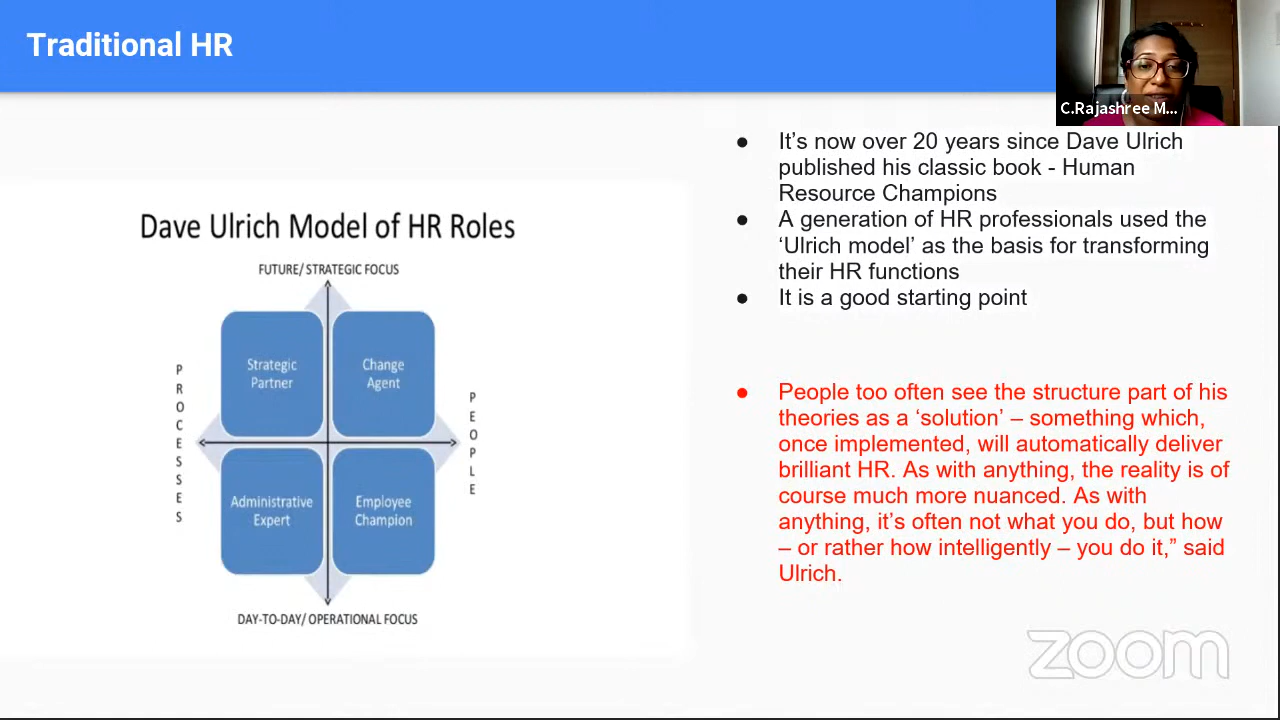 Traditional HR
C.Rajashree M...
Dave Ulrich Model of HR Roles
FUTURE/ STRATEGIC FOCUS
PROCESSES
Strategic
Partner
Change
Agent
PEOPLE
Administrative
Expert
Employee
Champion
DAY-TO-DAY/ OPERATIONAL FOCUS
● It’s now over 20 years since Dave Ulrich
published his classic book - Human
Resource Champions
● A generation of HR professionals used the
‘Ulrich model’ as the basis for transforming
their HR functions
● It is a good starting point
● People too often see the structure part of his
theories as a ‘solution’ – something which,
once implemented, will automatically deliver
brilliant HR. As with anything, the reality is of
course much more nuanced. As with
anything, it’s often not what you do, but how
– or rather how intelligently – you do it,” said
Ulrich.
zoom